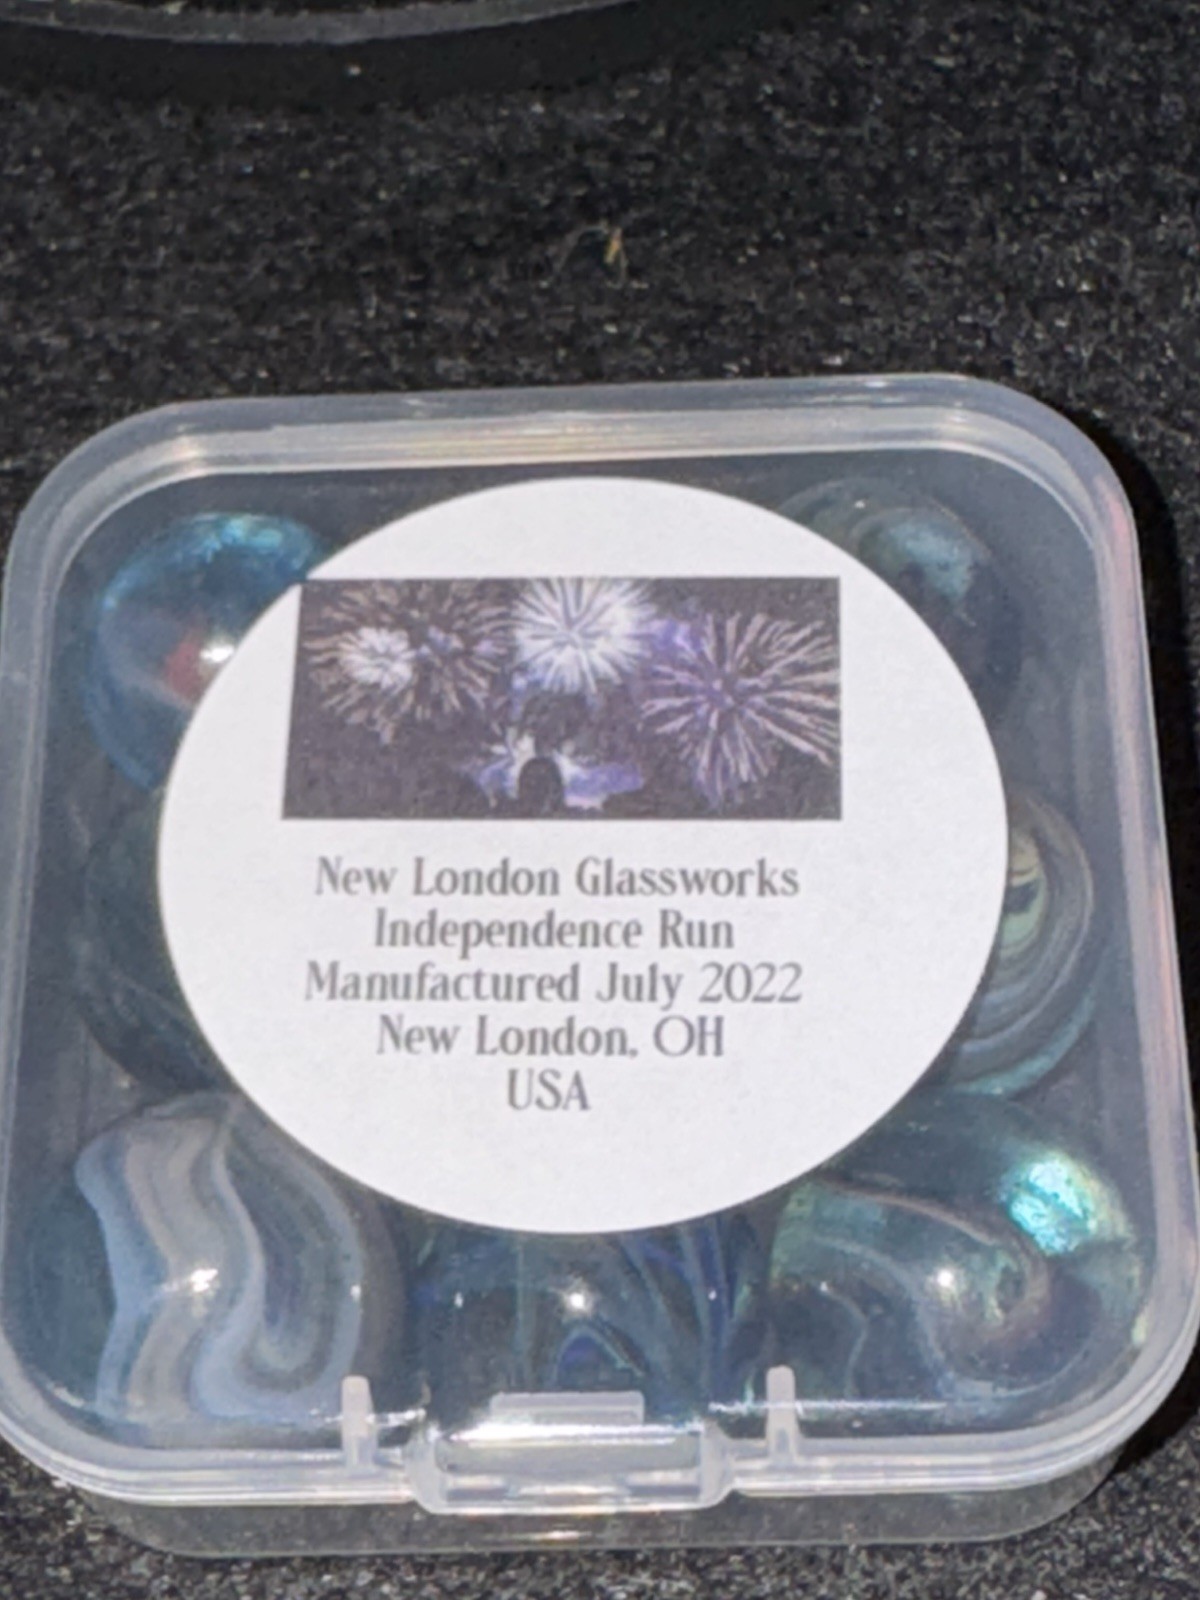 New London Glassworks
Independence Run
Manufactured July 2022
New London, OH
USA